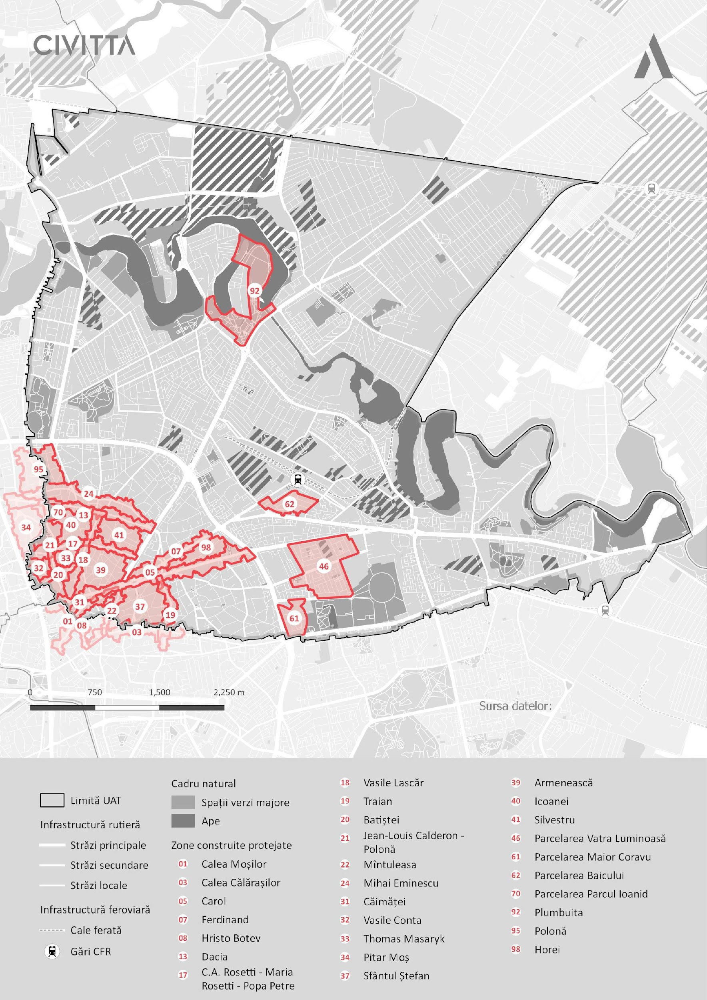 CIVITTA
92
95
24
62
70
13
34
40
41
21
17
07
98
33
18
32
39
46
20
05
31
37
22
19
61
01
08
03
0 750 1,500 2,250 m
Sursa datelor:
Limită UAT
Infrastructură rutieră
Străzi principale
Străzi secundare
Străzi locale
Infrastructură feroviară
Cale ferată
Gări CFR
Cadru natural
Spații verzi majore
Ape
Zone construite protejate
01 Calea Moșilor
03 Calea Călărașilor
05 Carol
07 Ferdinand
08 Hristo Botev
13 Dacia
17 C.A. Rosetti - Maria
Rosetti - Popa Petre
18 Vasile Lascăr
19 Traian
20 Batiștei
21 Jean-Louis Calderon -
Polonă
22 Mîntuleasa
24 Mihai Eminescu
31 Căimăței
32 Vasile Conta
33 Thomas Masaryk
34 Pitar Moș
37 Sfântul Ștefan
39 Armenească
40 Icoanei
41 Silvestru
46 Parcelarea Vatra Luminoasă
61 Parcelarea Maior Coravu
62 Parcelarea Baicului
70 Parcelarea Parcul Ioanid
92 Plumbuita
95 Polonă
98 Horei